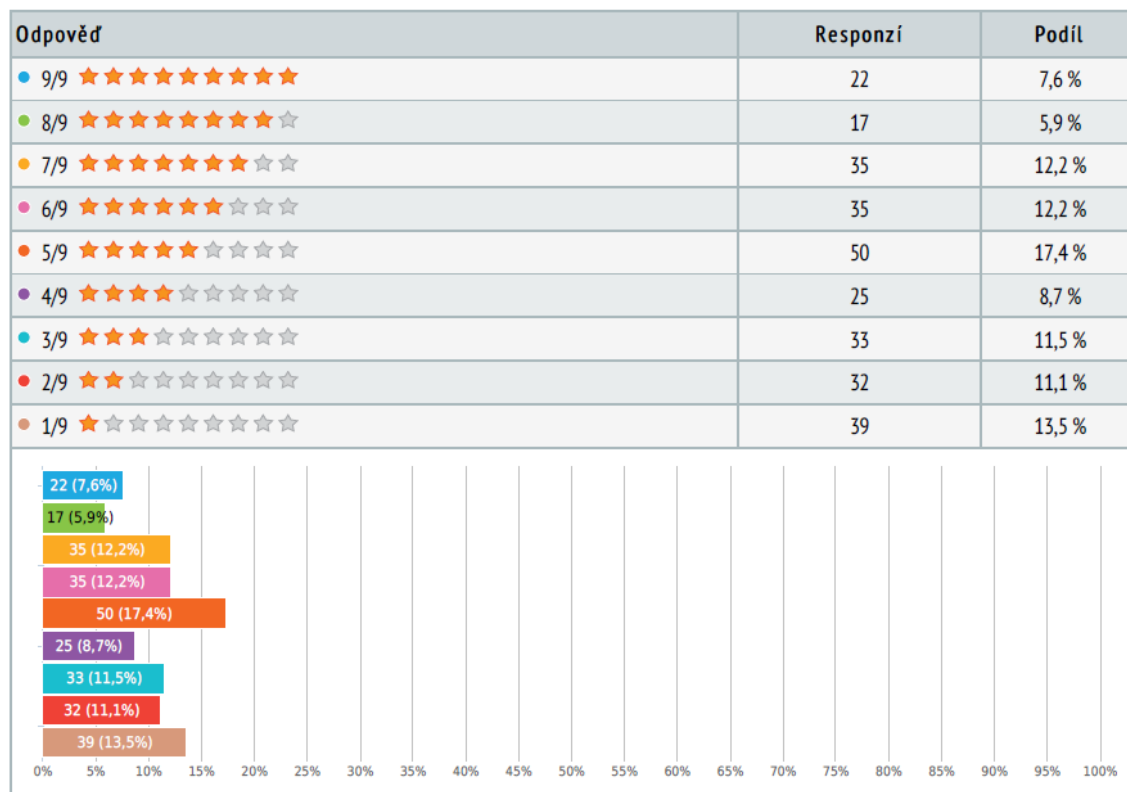 Odpověď Responzí Podíl
9/9 22 7,6 %
8/9 17 5,9 %
7/9 35 12,2 %
6/9 35 12,2 %
5/9 50 17,4 %
4/9 25 8,7 %
3/9 33 11,5 %
2/9 32 11,1 %
1/9 39 13,5 %
22 (7,6%)
17 (5,9%)
35 (12,2%)
35 (12,2%)
50 (17,4%)
25 (8,7%)
33 (11,5%)
32 (11,1%)
39 (13,5%)
0% 5% 10% 15% 20% 25% 30% 35% 40% 45% 50% 55% 60% 65% 70% 75% 80% 85% 90% 95% 100%